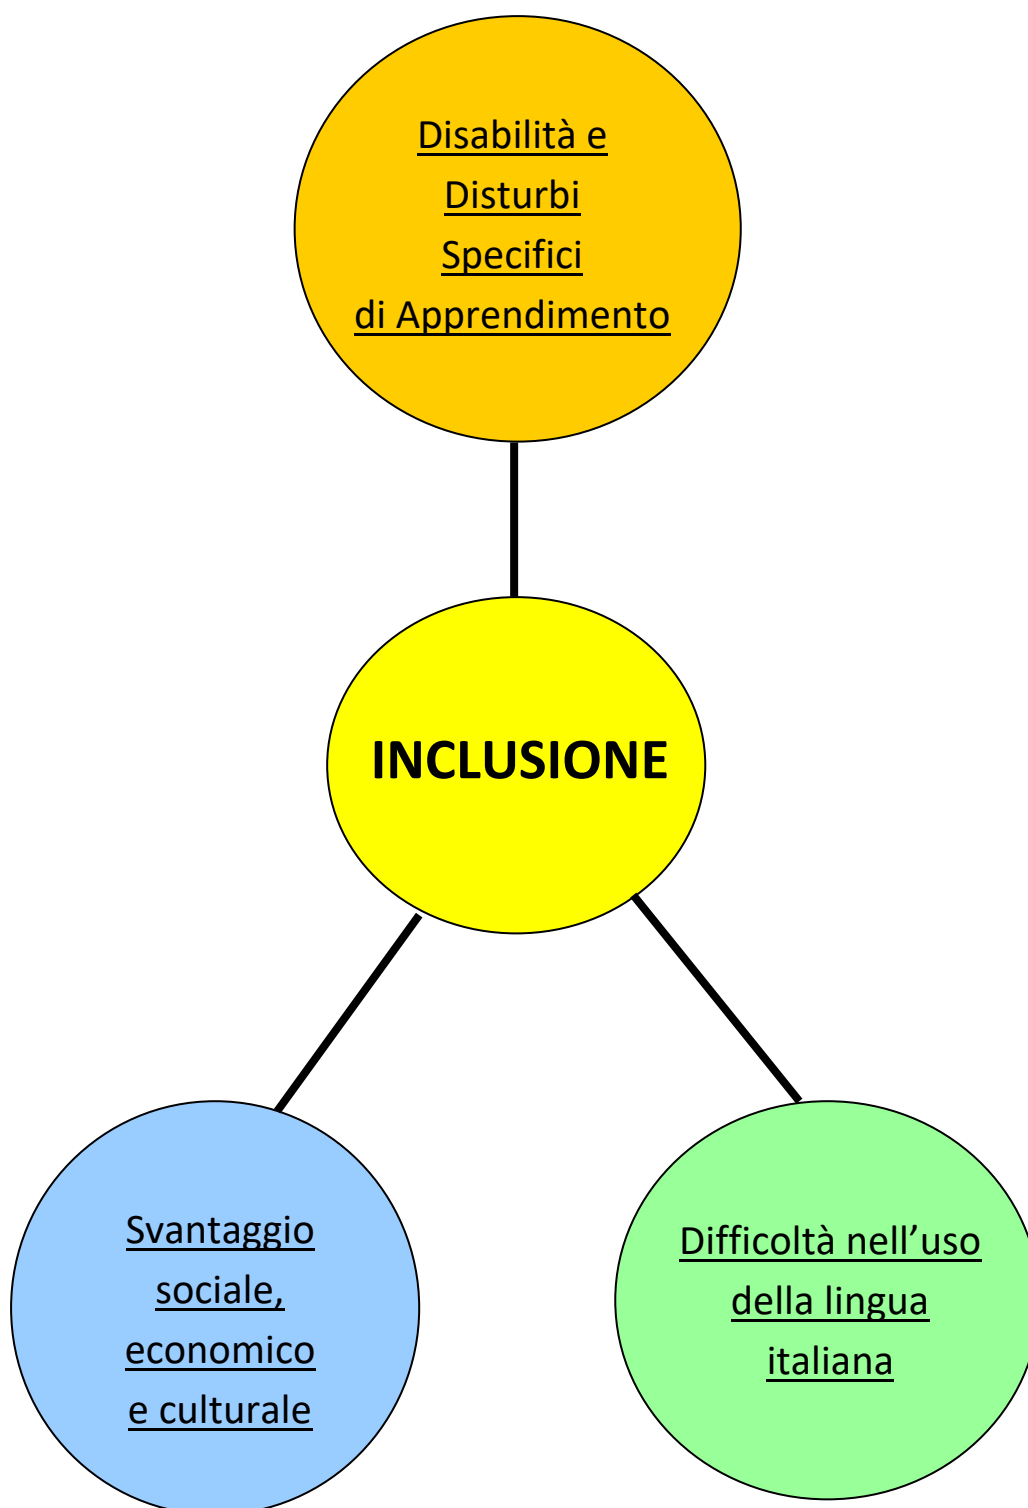 Disabilità e
Disturbi
Specifici
di Apprendimento
INCLUSIONE
Svantaggio
sociale,
economico
e culturale
Difficoltà nell’uso
della lingua
italiana